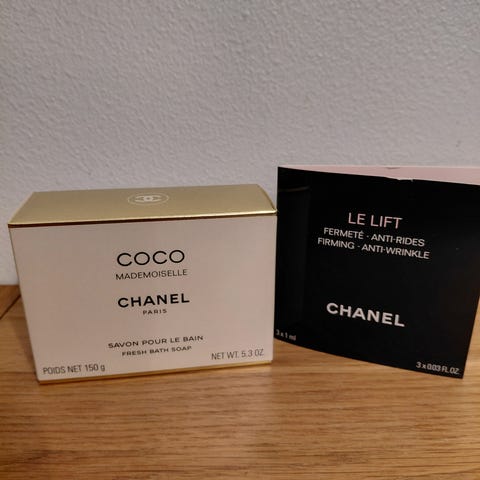 COCO
MADEMOISELLE
CHANEL
PARIS
SAVON POUR LE BAIN
FRESH BATH SOAP
POIDS NET 150 g
NET WT. 5.3 OZ.
LE LIFT
FERMETÉ - ANTI-RIDES
FIRMING - ANTI-WRINKLE
CHANEL
3 x 1 ml
3 x 0.03 FL.OZ.